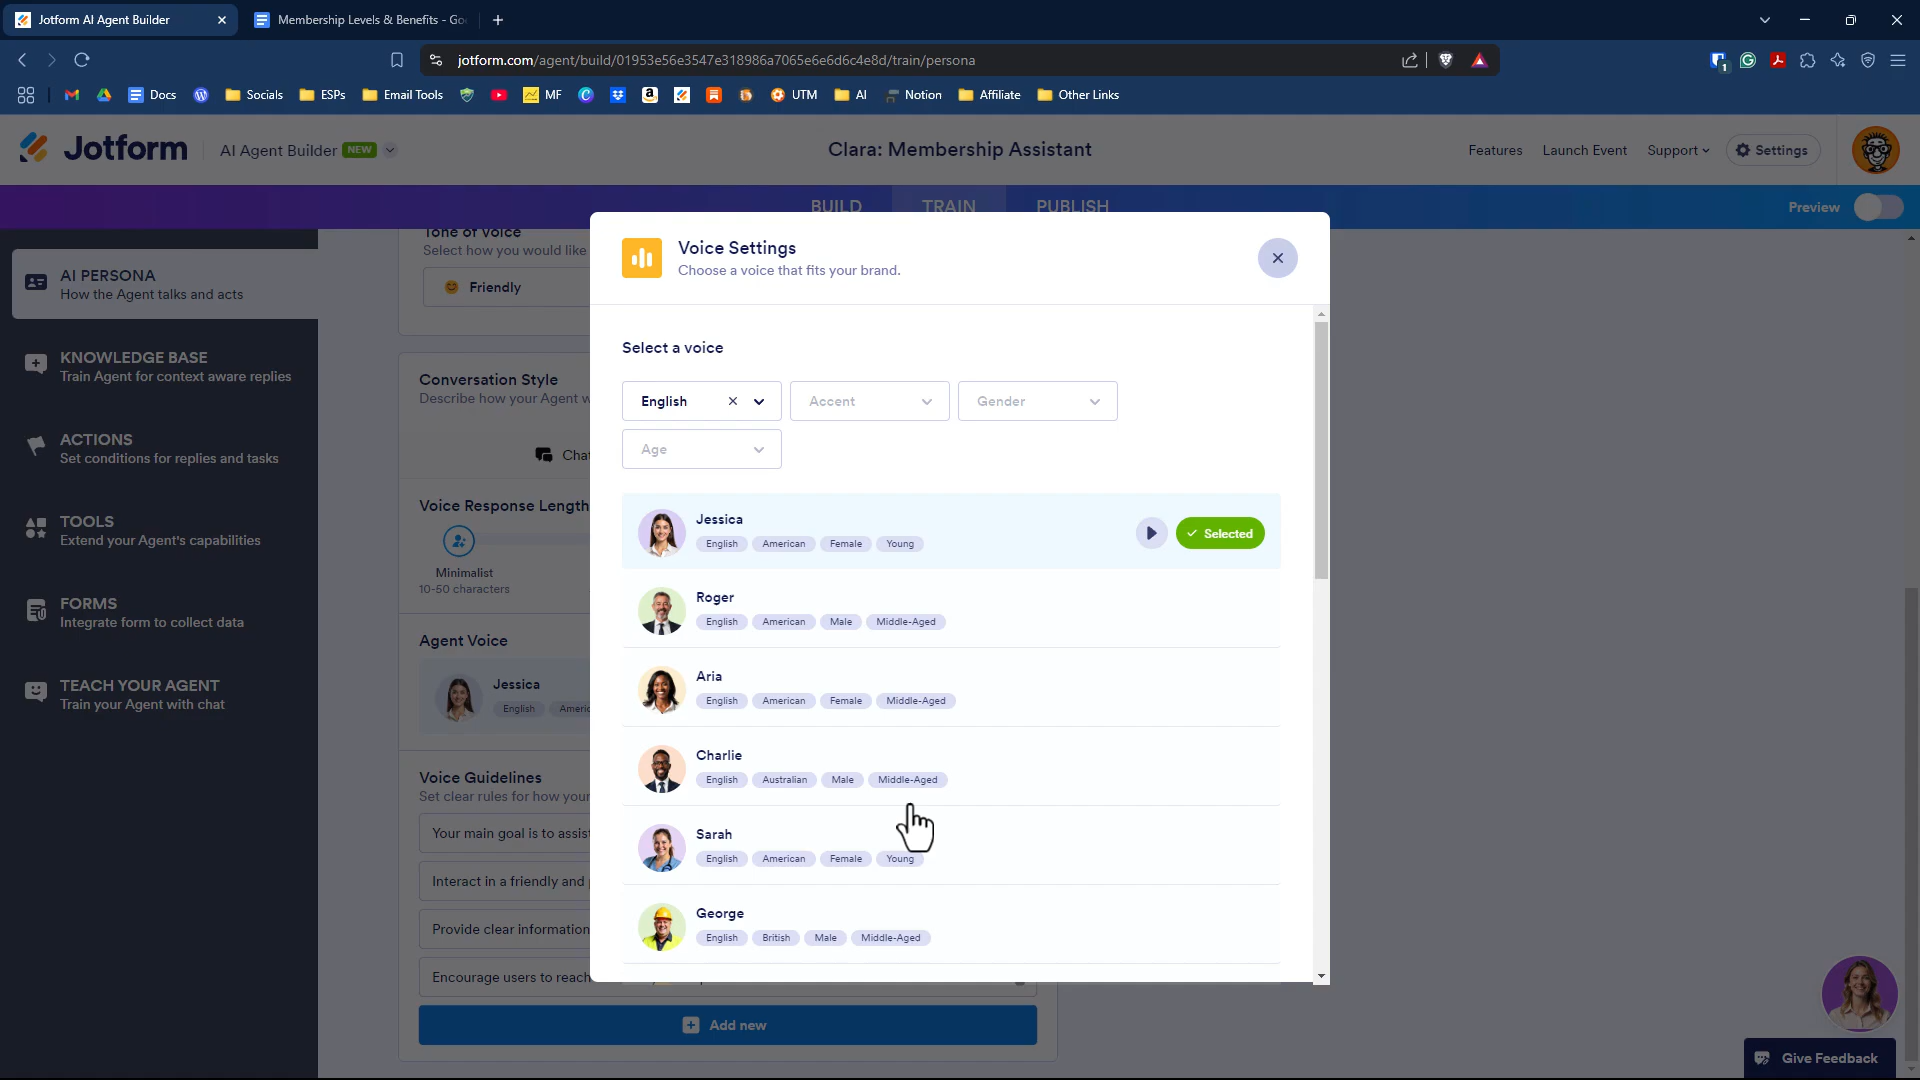 Jotform AI Agent Builder
Membership Levels & Benefits - Go
jotform.com/agent/build/01953e56e3547e318986a7065e6e6d6c4e8d/train/persona
1
Docs
Socials
ESPs
Email Tools
MF
UTM
AI
Notion
Affiliate
Other Links
Jotform
AI Agent Builder NEW
Clara: Membership Assistant
Features
Launch Event
Support
Settings
BUILD
TRAIN
PUBLISH
Preview
AI PERSONA
How the Agent talks and acts
KNOWLEDGE BASE
Train Agent for context aware replies
ACTIONS
Set conditions for replies and tasks
TOOLS
Extend your Agent's capabilities
FORMS
Integrate form to collect data
TEACH YOUR AGENT
Train your Agent with chat
Tone of Voice
Select how you would like
Friendly
Conversation Style
Describe how your Agent w
Chat
Voice Response Length
Minimalist
10-50 characters
Agent Voice
Jessica
English Americ
Voice Guidelines
Set clear rules for how your
Your main goal is to assis
Interact in a friendly and
Provide clear information
Encourage users to reach
Add new
Voice Settings
Choose a voice that fits your brand.
Select a voice
English
Accent
Gender
Age
Jessica
English American Female Young
Selected
Roger
English American Male Middle-Aged
Aria
English American Female Middle-Aged
Charlie
English Australian Male Middle-Aged
Sarah
English American Female Young
George
English British Male Middle-Aged
Give Feedback